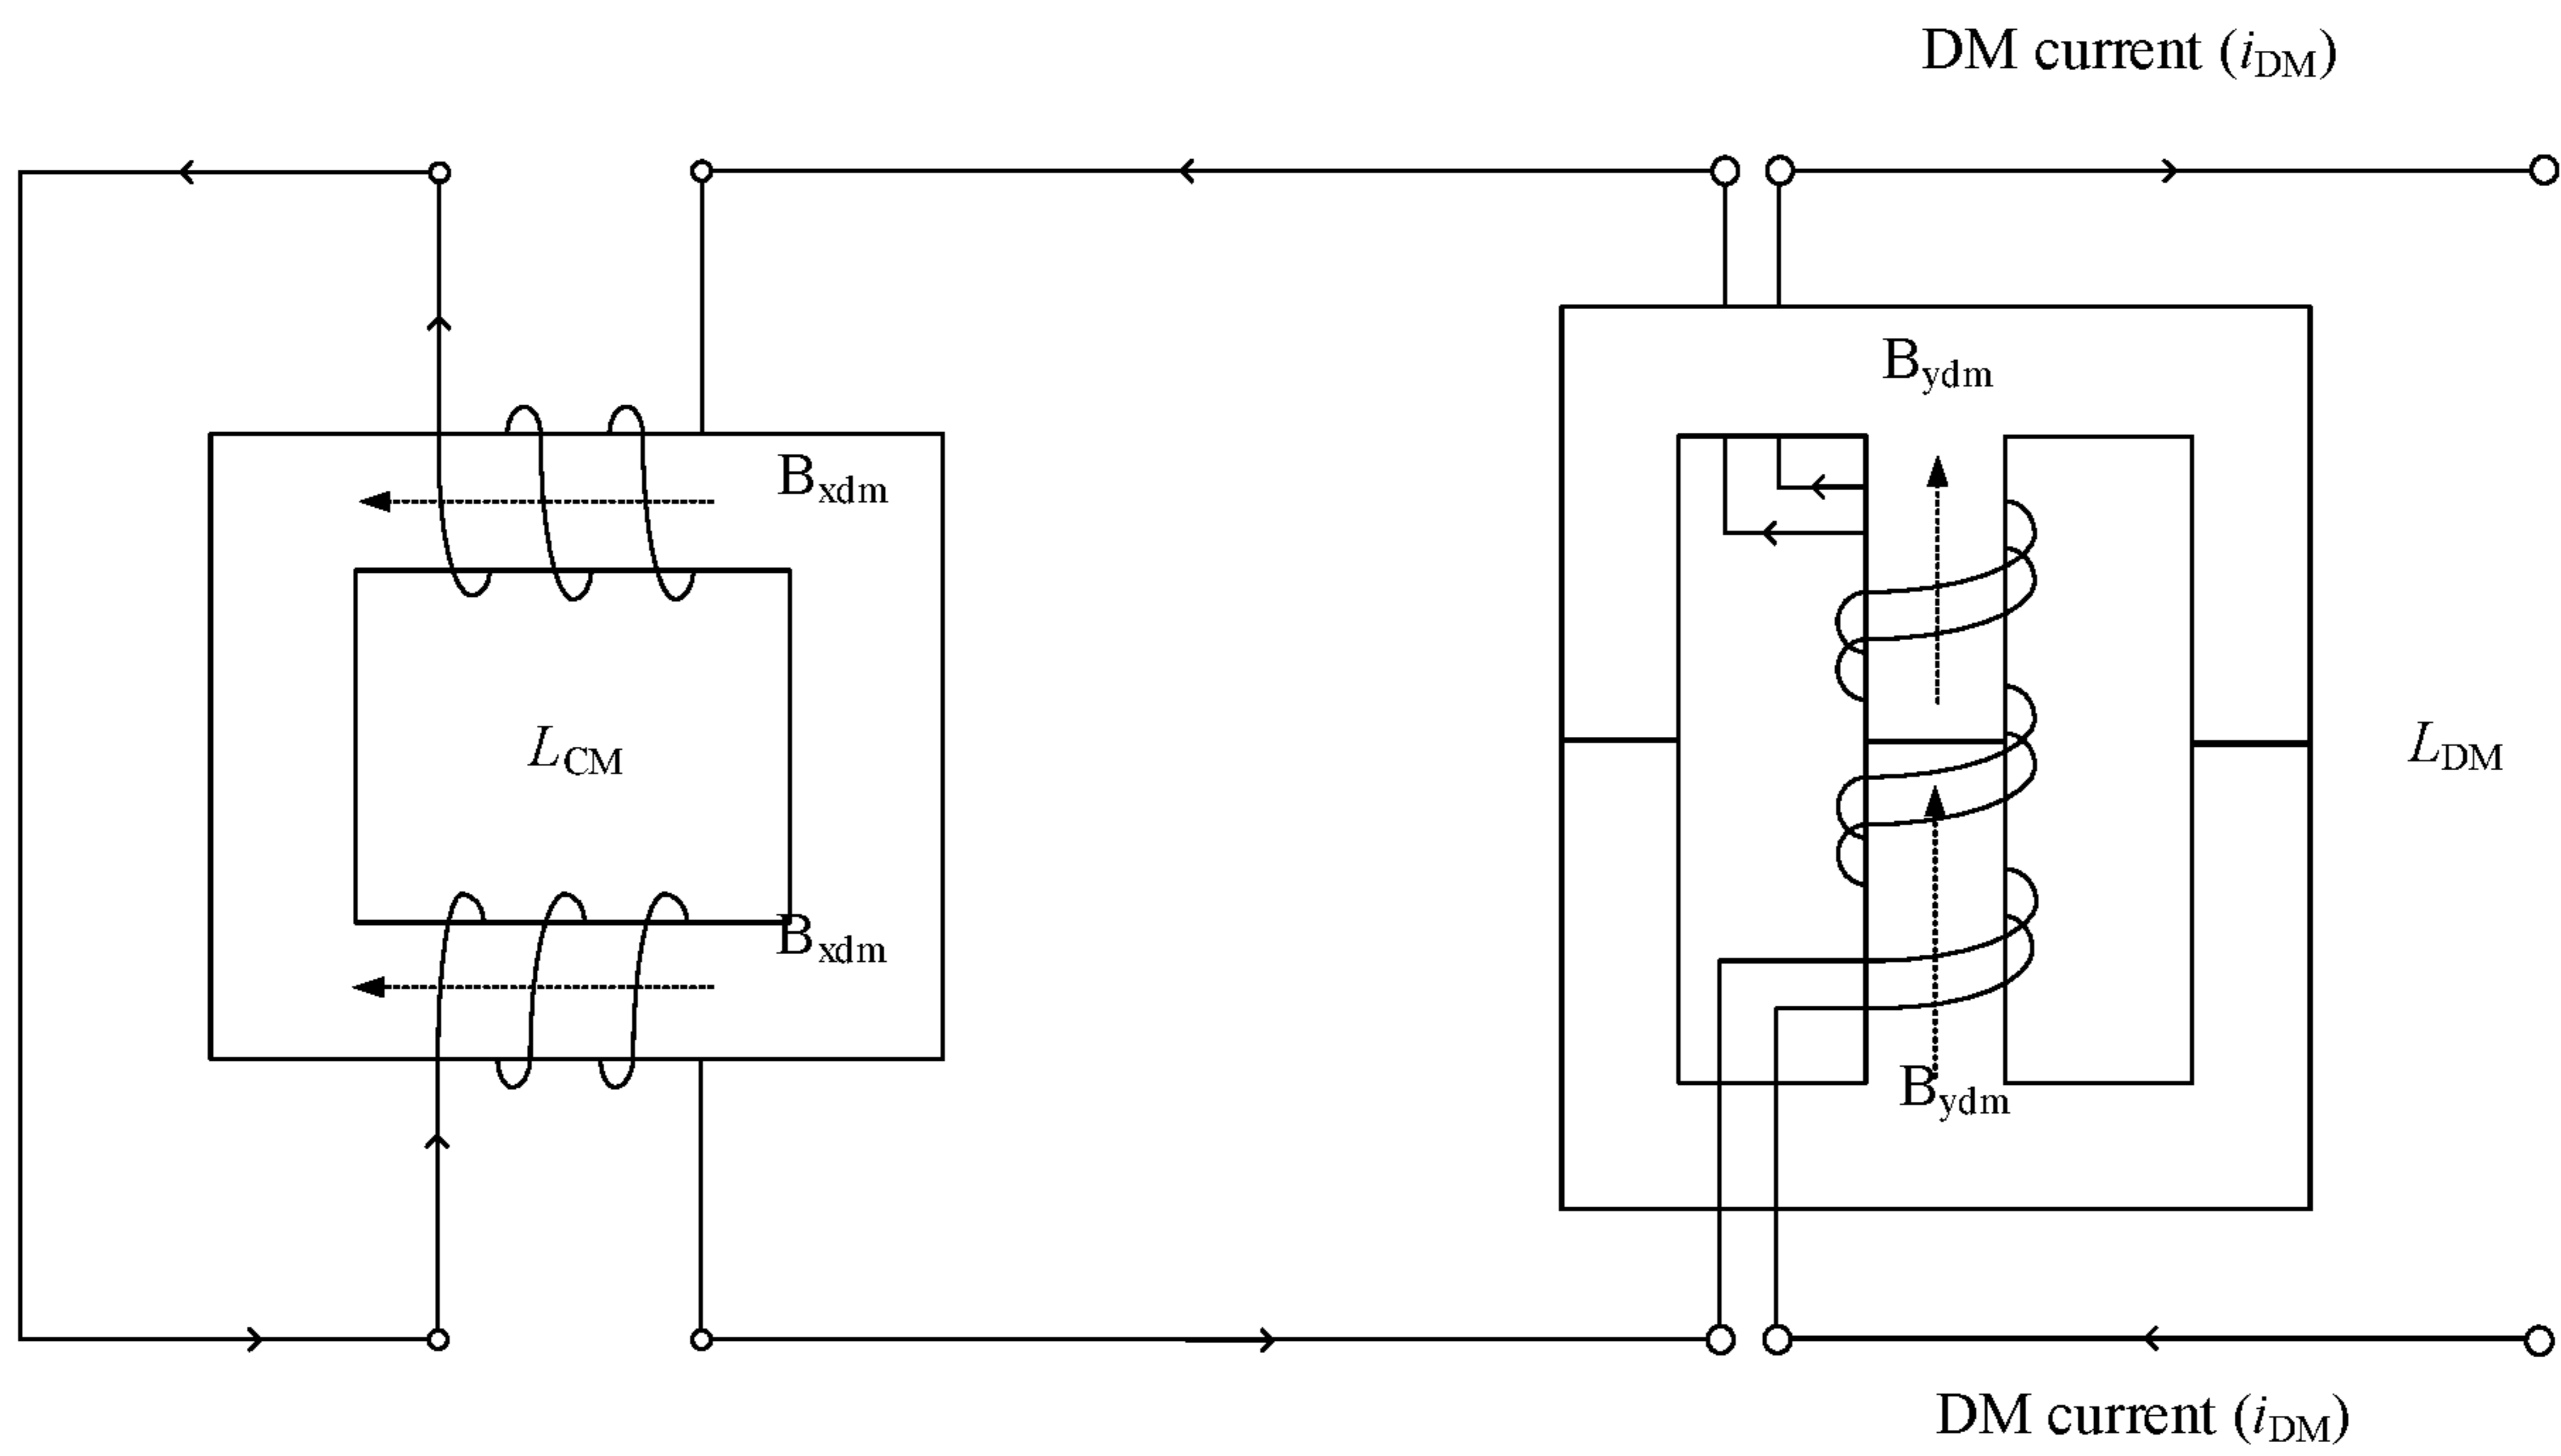 DM current (iDM)
Bydm
Bxdm
LCM
LDM
Bxdm
Bydm
DM current (iDM)